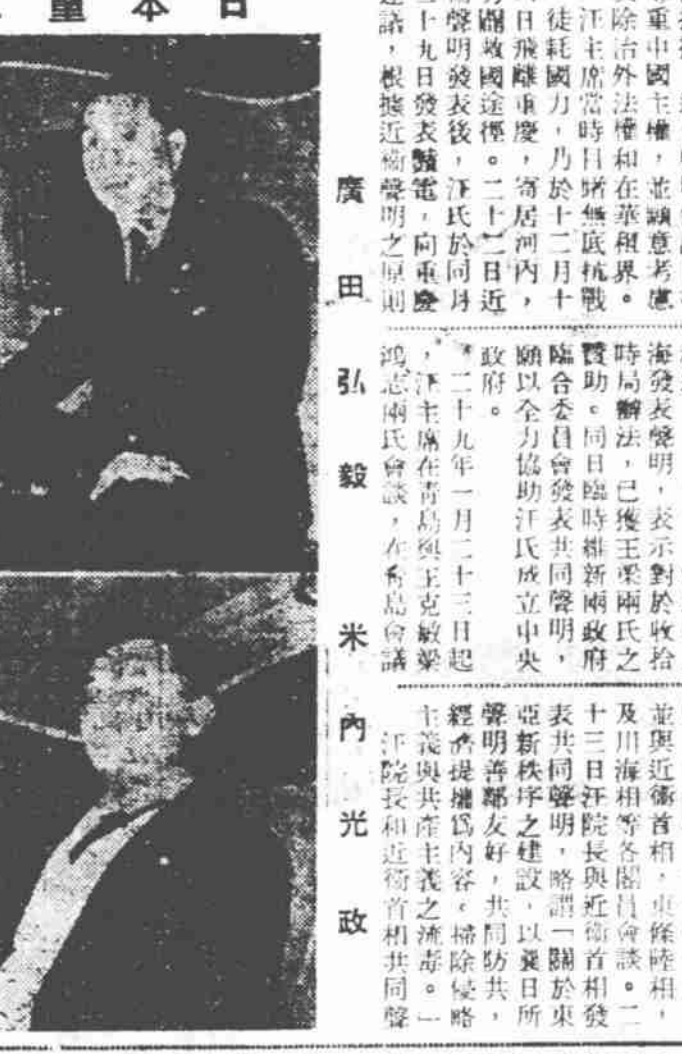 日本重
重中國主權，並願意考慮
除治外法權和在華租界。
汪主席當時目睹無底抗戰
徒耗國力，乃於十二月十
日飛離重慶，寄居河內，
救國途徑。二十二日近
聲明發表後，汪氏於同月
十九日發表豔電，向重慶
議，根據近衛聲明之原則
海發表聲明，表示對於收拾
時局辦法，已獲王梁兩氏之
贊助。同日臨時維新兩政府
臨合委員會發表共同聲明，
願以全力協助汪氏成立中央
政府。
二十九年一月二十三日起
，汪主席在青島與王克敏梁
鴻志兩氏會談，在青島會議
並與近衛首相，東條陸相，
及川海相等各閣員會談。二
十三日汪院長與近衛首相發
表共同聲明，略謂「關於東
亞新秩序之建設，以曩日所
聲明善鄰友好，共同防共，
經濟提攜爲內容。掃除侵略
主義與共產主義之流毒。」
汪院長和近衛首相共同聲
廣田弘毅
米內光政